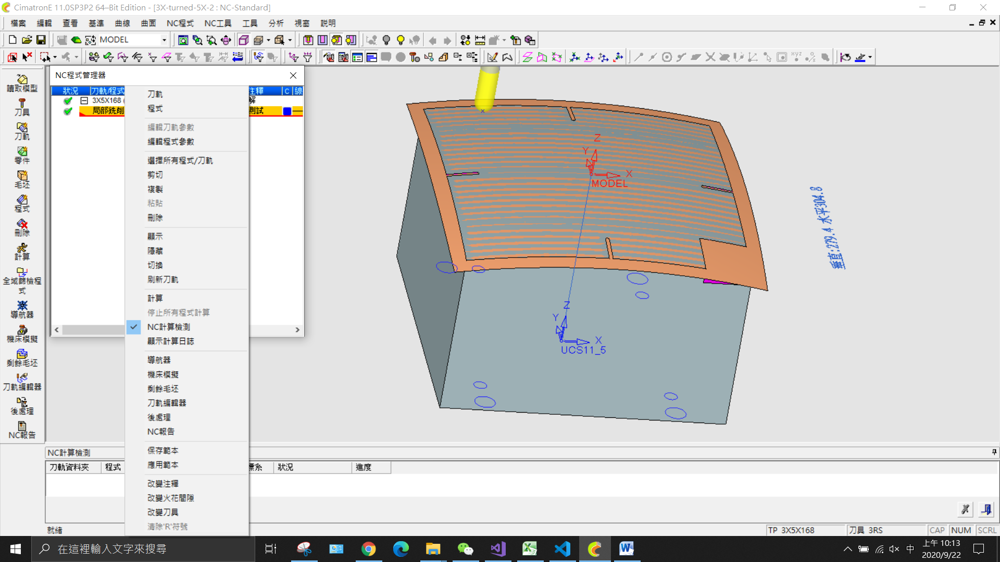 CimatronE 11.0SP3P2 64–Bit Edition - [3X-turned-5X-2 : NC-Standard]
檔案 編輯 查看 基準 曲線 曲面 NC程式 NC工具 工具 分析 視窗 說明
MODEL
讀取模型
刀具
刀軌
零件
毛坯
程式
刪除
計算
全域篩檢程
式
導航器
機床模擬
剩餘毛坯
刀軌編輯器
後處理
NC報告
NC程式管理器
狀況 刀軌/程式 注釋 C 線
3X5X168 ( 解
局部銑削 測試
刀軌
程式
編輯刀軌參數
編輯程式參數
選擇所有程式/刀軌
剪切
複製
粘貼
刪除
顯示
隱藏
切換
刷新刀軌
計算
停止所有程式計算
NC計算檢測
顯示計算日誌
導航器
機床模擬
剩餘毛坯
刀軌編輯器
後處理
NC報告
保存範本
應用範本
改變注釋
改變火花間隙
改變刀具
清除'R'符號
Z
Y
X
MODEL
垂直:279.4 水平304.8
Z
Y
X
UCS11_5
NC計算檢測
刀軌資料夾 程式 標系 狀況 進度
就緒
TP 3X5X168 刀具 3RS CAP NUM SCRL
在這裡輸入文字來搜尋
中
上午 10:13
2020/9/22